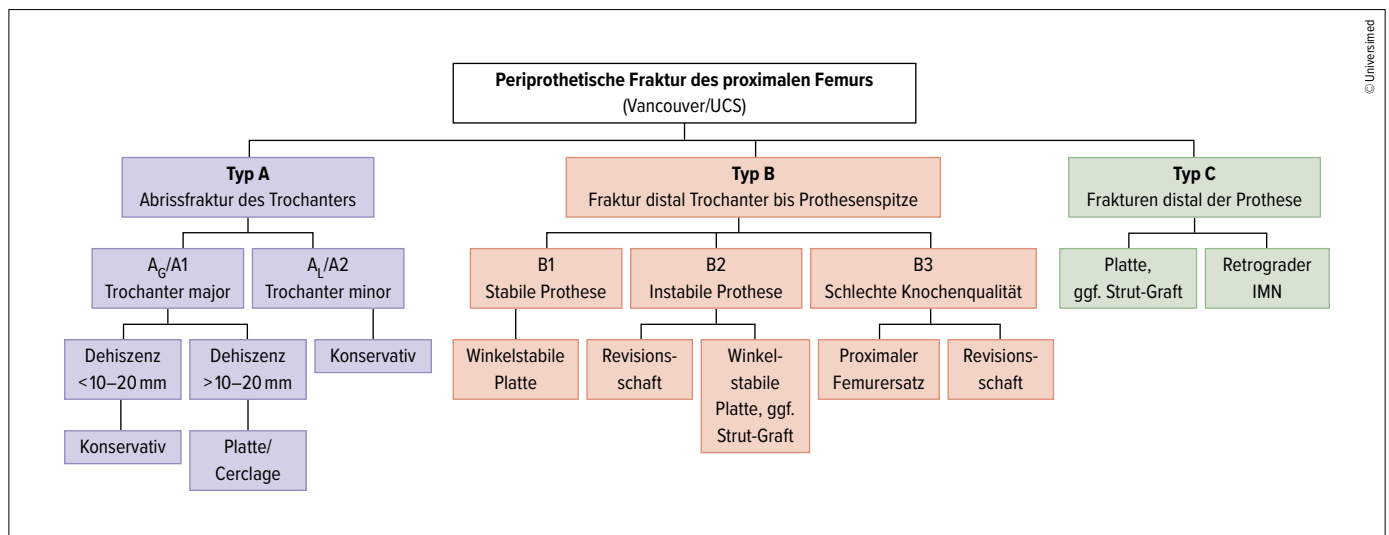 © Universimed
Periprothetische Fraktur des proximalen Femurs
(Vancouver/UCS)
Typ A
Abrissfraktur des Trochanters
Typ B
Fraktur distal Trochanter bis Prothesenspitze
Typ C
Frakturen distal der Prothese
A_G/A1
Trochanter major
A_L/A2
Trochanter minor
B1
Stabile Prothese
B2
Instabile Prothese
B3
Schlechte Knochenqualität
Platte,
ggf. Strut-Graft
Retrograder
IMN
Dehiszenz
<10–20 mm
Dehiszenz
>10–20 mm
Konservativ
Winkelstabile
Platte
Revisions-
schaft
Winkel-
stabile
Platte, ggf.
Strut-Graft
Proximaler
Femurersatz
Revisions-
schaft
Konservativ
Platte/
Cerclage